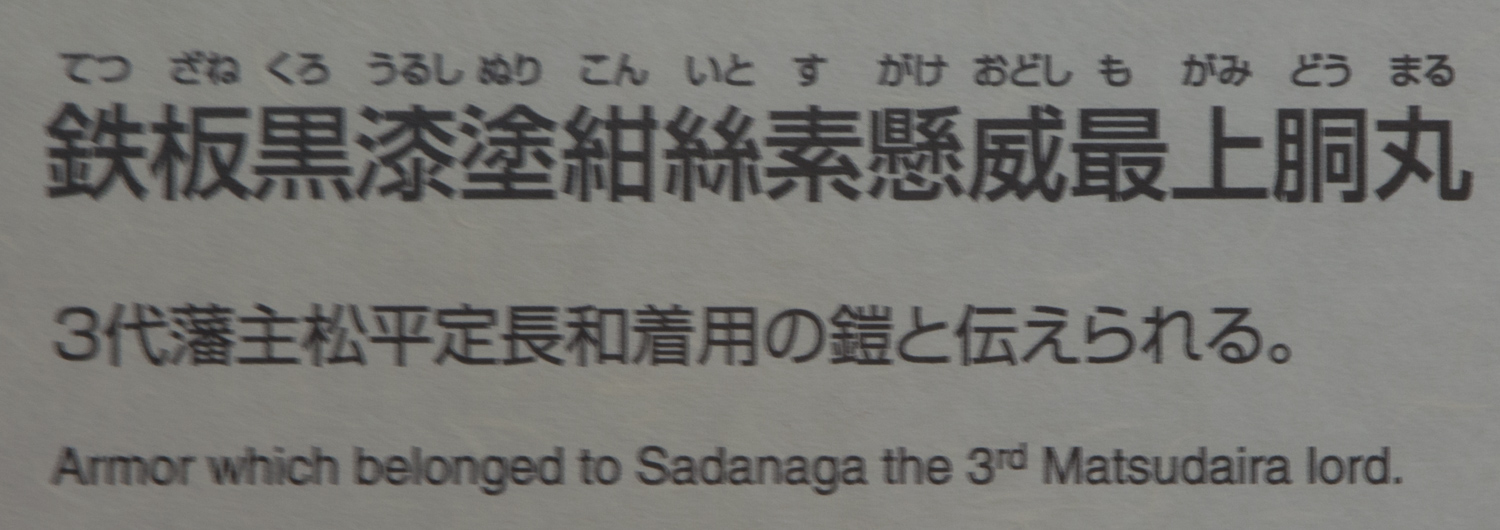 てつ ざね くろ うるし ぬり こん いと す がけ おどし も がみ どう まる
鉄板黒漆塗紺絲素懸威最上胴丸
3代藩主松平定長和着用の鎧と伝えられる。
Armor which belonged to Sadanaga the 3rd Matsudaira lord.